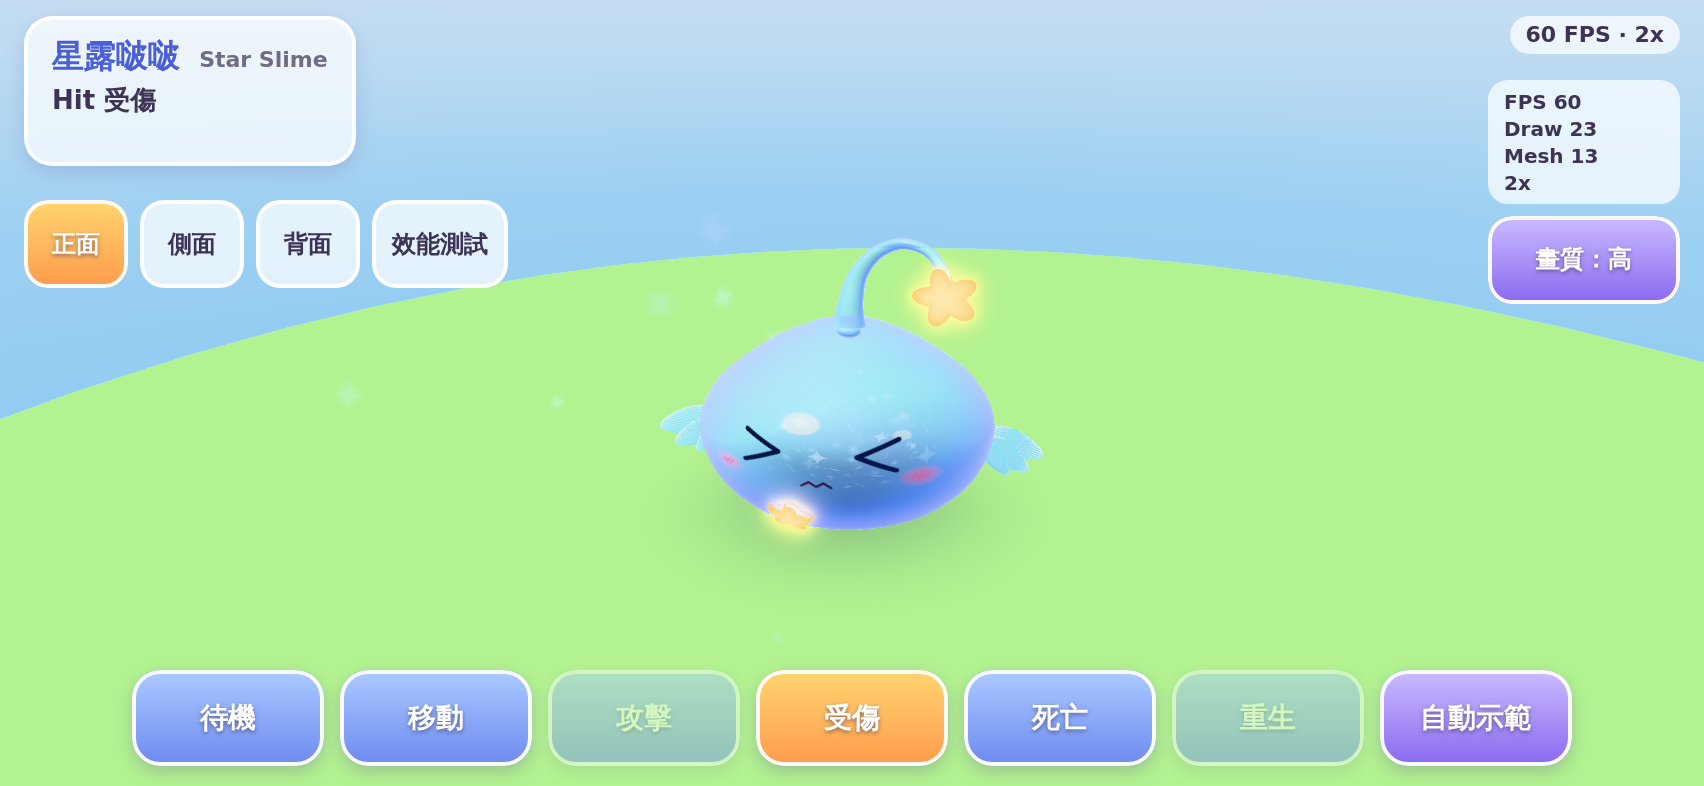 星露啵啵 Star Slime
Hit 受傷
60 FPS · 2x
FPS 60
Draw 23
Mesh 13
2x
正面 側面 背面 效能測試
畫質：高
待機 移動 攻擊 受傷 死亡 重生 自動示範